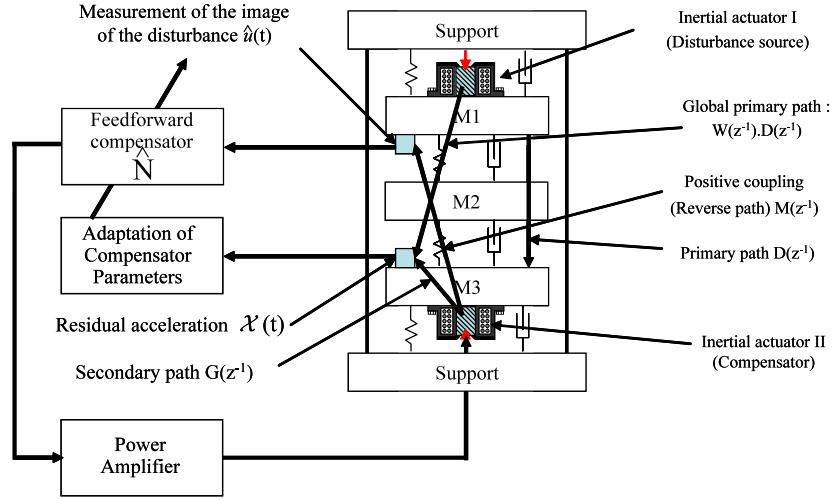 Measurement of the image
of the disturbance û(t)
Support
Inertial actuator I
(Disturbance source)
Feedforward
compensator
N̂
M1
Global primary path :
W(z⁻¹).D(z⁻¹)
M2
Positive coupling
(Reverse path) M(z⁻¹)
Adaptation of
Compensator
Parameters
Primary path D(z⁻¹)
M3
Residual acceleration 𝒳 (t)
Inertial actuator II
(Compensator)
Secondary path G(z⁻¹)
Support
Power
Amplifier